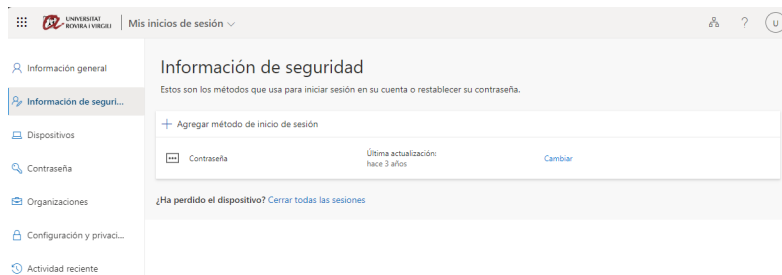 UNIVERSITAT
ROVIRA I VIRGILI
Mis inicios de sesión
?
U
Información general
Información de seguri...
Dispositivos
Contraseña
Organizaciones
Configuración y privaci...
Actividad reciente
Información de seguridad
Estos son los métodos que usa para iniciar sesión en su cuenta o restablecer su contraseña.
+ Agregar método de inicio de sesión
Contraseña
Última actualización:
hace 3 años
Cambiar
¿Ha perdido el dispositivo? Cerrar todas las sesiones